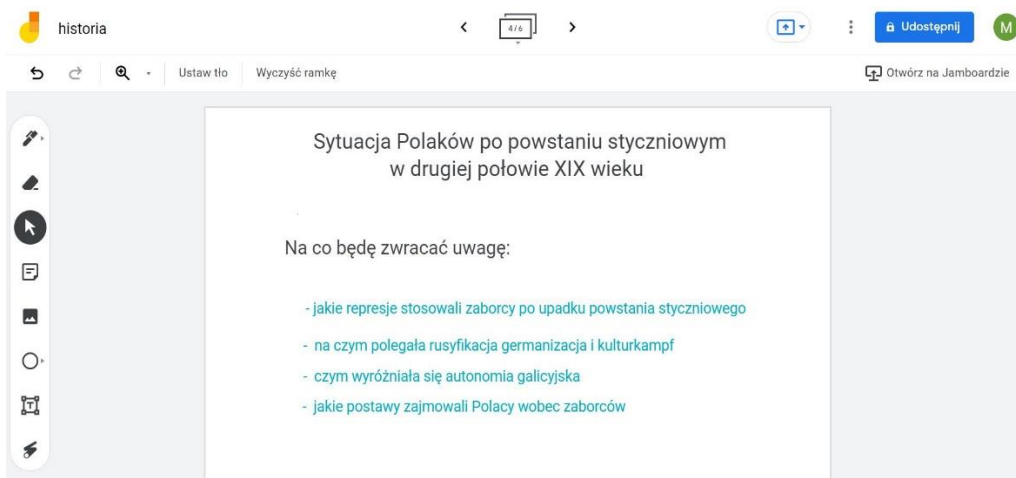 historia
4/6
Udostępnij
M
Ustaw tło
Wyczyść ramkę
Otwórz na Jamboardzie
Sytuacja Polaków po powstaniu styczniowym
w drugiej połowie XIX wieku
Na co będę zwracać uwagę:
- jakie represje stosowali zaborcy po upadku powstania styczniowego
- na czym polegała rusyfikacja germanizacja i kulturkampf
- czym wyróżniała się autonomia galicyjska
- jakie postawy zajmowali Polacy wobec zaborców